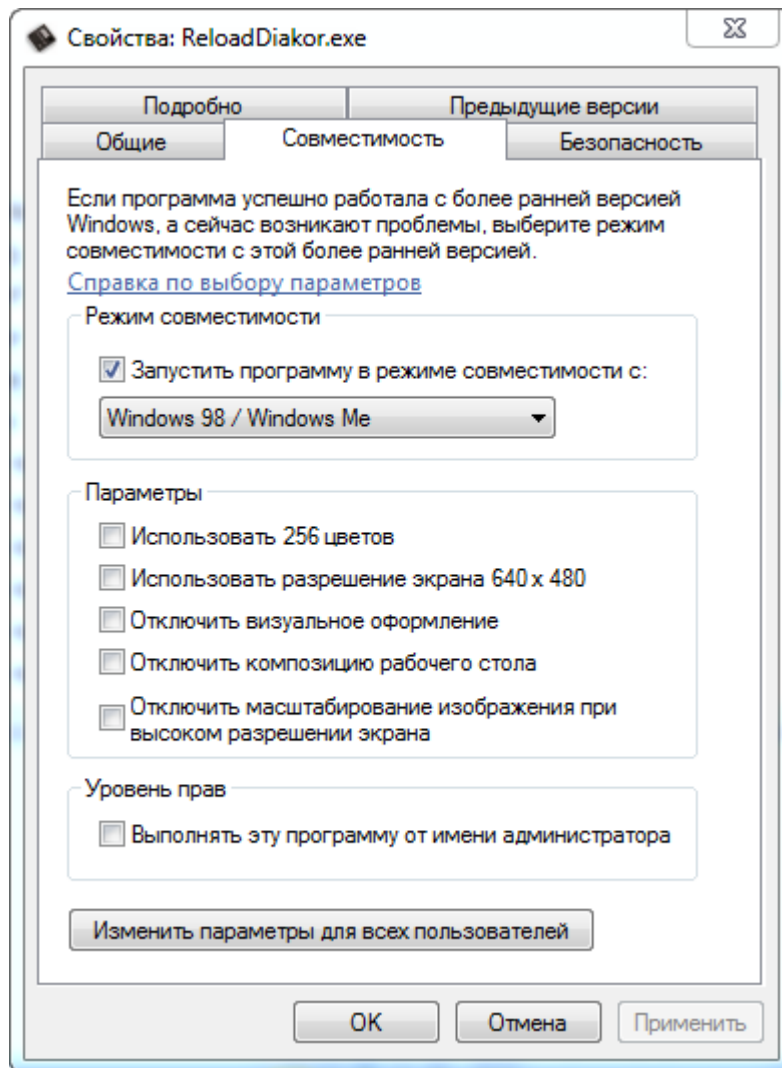 Свойства: ReloadDiakor.exe
Подробно
Предыдущие версии
Общие
Совместимость
Безопасность
Если программа успешно работала с более ранней версией
Windows, а сейчас возникают проблемы, выберите режим
совместимости с этой более ранней версией.
Справка по выбору параметров
Режим совместимости
Запустить программу в режиме совместимости с:
Windows 98 / Windows Me
Параметры
Использовать 256 цветов
Использовать разрешение экрана 640 x 480
Отключить визуальное оформление
Отключить композицию рабочего стола
Отключить масштабирование изображения при
высоком разрешении экрана
Уровень прав
Выполнять эту программу от имени администратора
Изменить параметры для всех пользователей
OK
Отмена
Применить